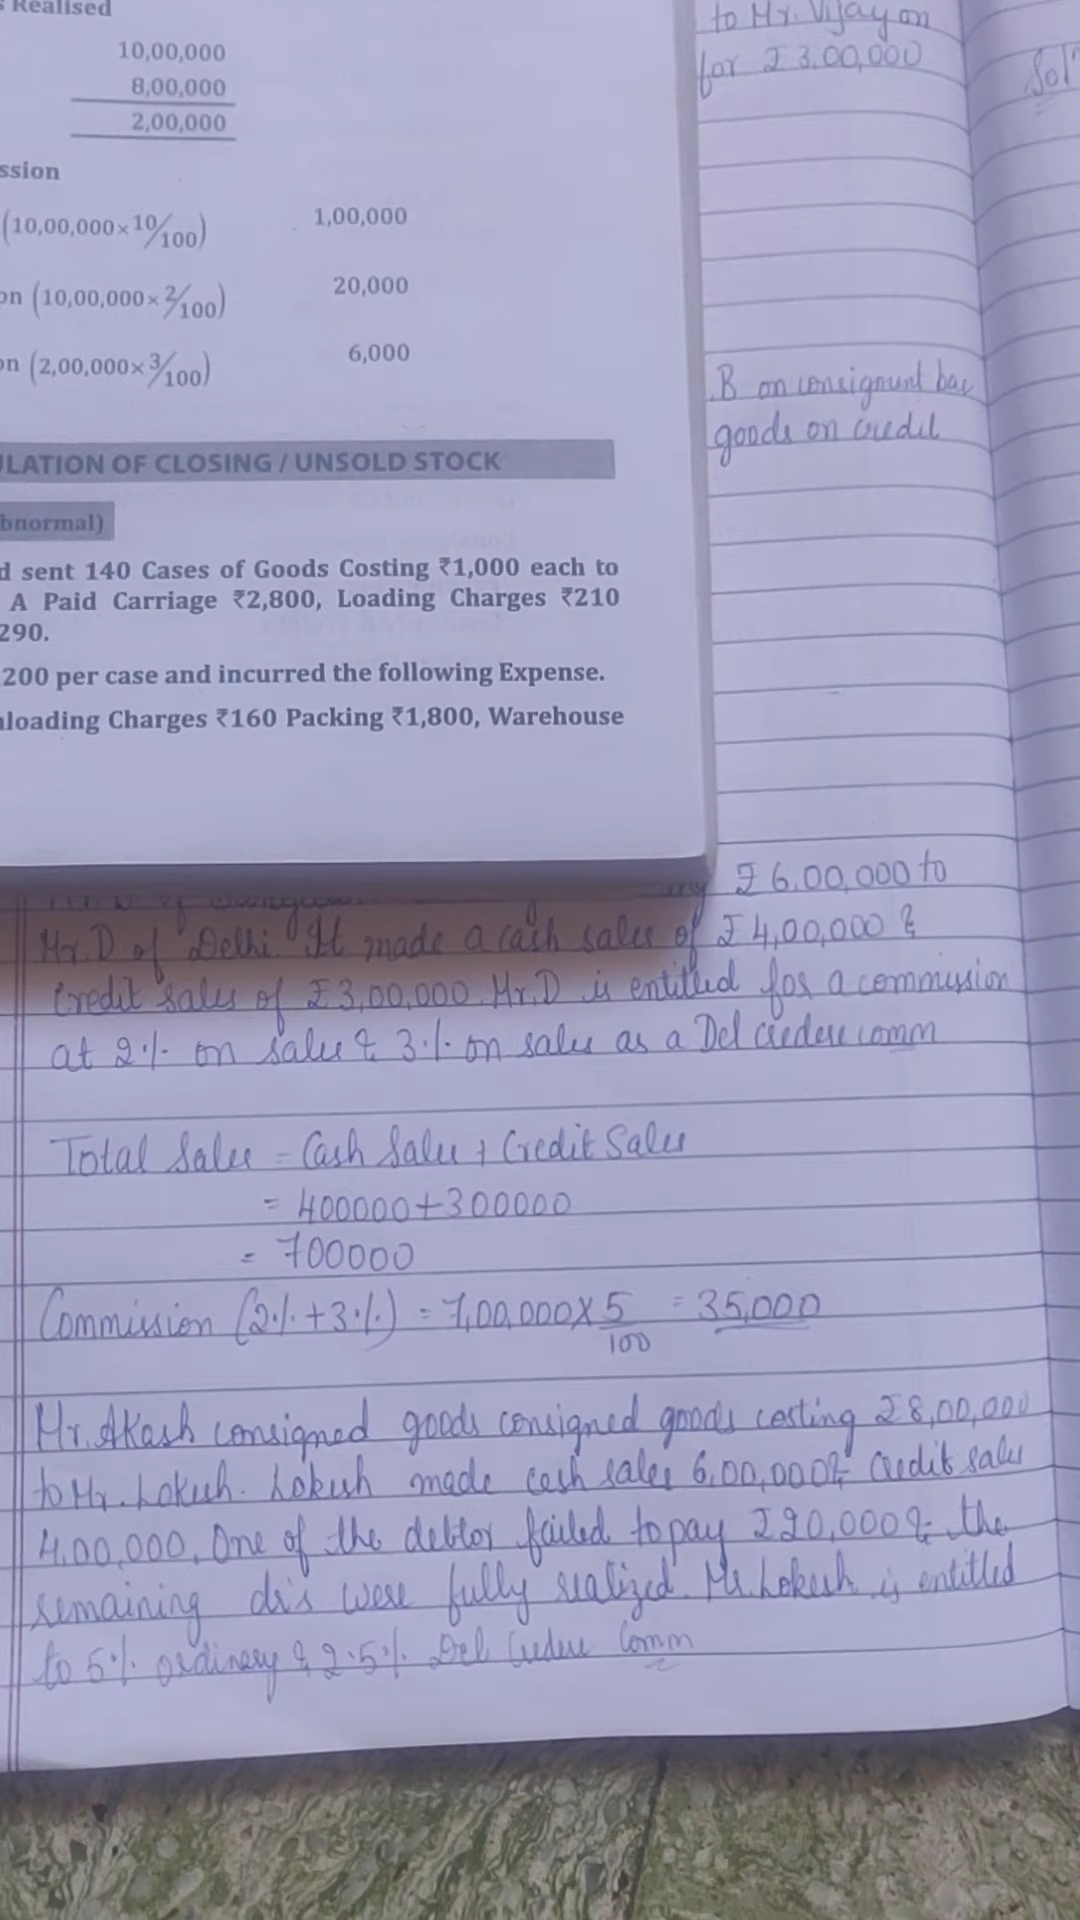 Realised
10,00,000
8,00,000
2,00,000
ssion
(10,00,000×10/100) 1,00,000
on (10,00,000×2/100) 20,000
on (2,00,000×3/100) 6,000
LATION OF CLOSING / UNSOLD STOCK
bnormal)
d sent 140 Cases of Goods Costing ₹1,000 each to
A Paid Carriage ₹2,800, Loading Charges ₹210
290.
200 per case and incurred the following Expense.
loading Charges ₹160 Packing ₹1,800, Warehouse
to Mr. Vijay on
for ₹3,00,000
Sol
B on consignment
goods on credit
₹6,00,000 to
Mr. D of Delhi. It made a cash sales of ₹4,00,000 &
Credit sales of ₹3,00,000. Mr. D is entitled for a commission
at 2% on sales & 3% on sales as a Del credere comm
Total Sales = Cash Sales + Credit Sales
= 400000+300000
= 700000
Commission (2%+3%) = 7,00,000×5/100 = 35,000
Mr. Akash consigned goods consigned goods costing ₹8,00,000
to Mr. Lokesh. Lokesh made cash sales 6,00,000 & Credit sales
4,00,000. One of the debtor failed to pay ₹20,000 & the
remaining drs were fully realized. Mr. Lokesh is entitled
to 5% ordinary & 2.5% Del Credere Comm